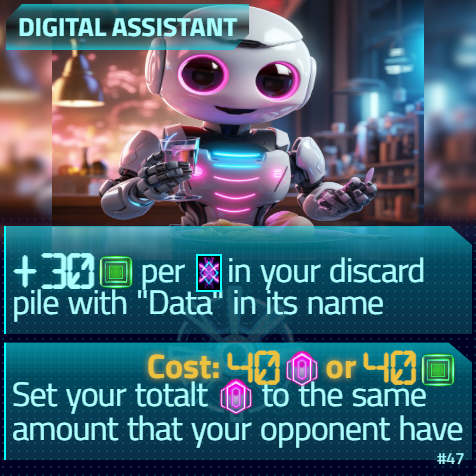 DIGITAL ASSISTANT
+30 per in your discard
pile with "Data" in its name
Cost: 40 or 40
Set your totalt to the same
amount that your opponent have
#47